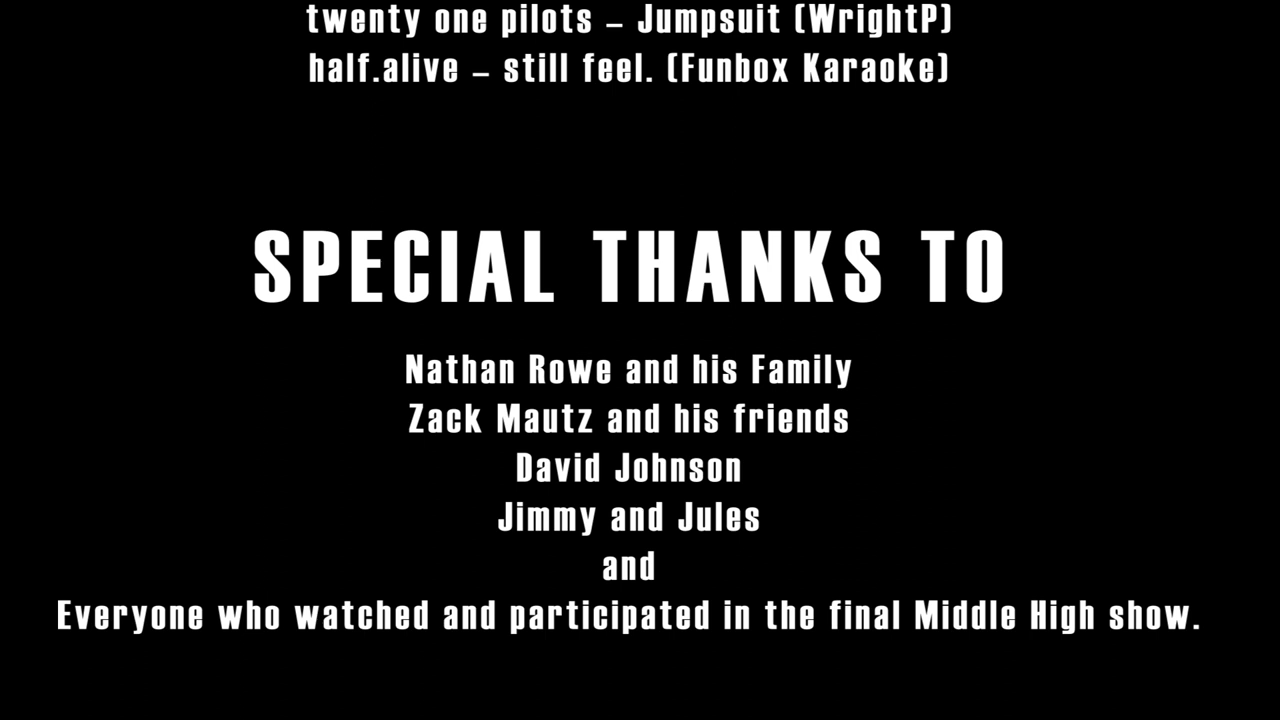 twenty one pilots – Jumpsuit (WrightP)
half.alive – still feel. (Funbox Karaoke)
SPECIAL THANKS TO
Nathan Rowe and his Family
Zack Mautz and his friends
David Johnson
Jimmy and Jules
and
Everyone who watched and participated in the final Middle High show.